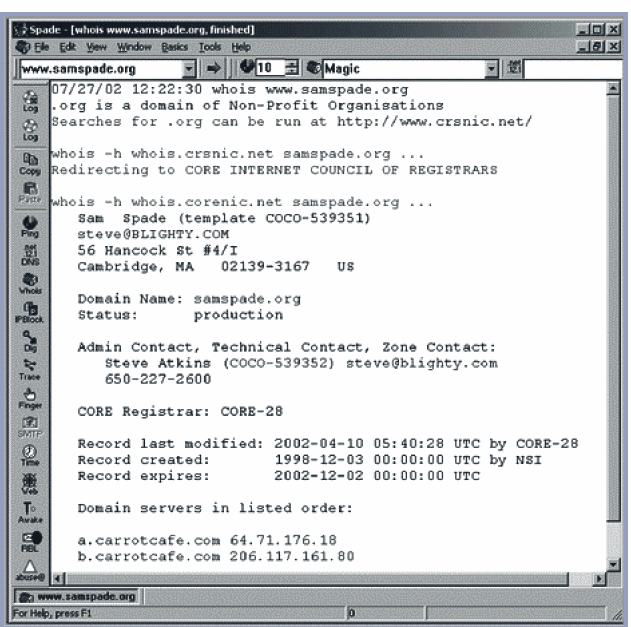 Spade - [whois www.samspade.org, finished]
File Edit View Window Basics Tools Help
www.samspade.org 10 Magic
07/27/02 12:22:30 whois www.samspade.org
.org is a domain of Non-Profit Organisations
Searches for .org can be run at http://www.crsnic.net/
whois -h whois.crsnic.net samspade.org ...
Redirecting to CORE INTERNET COUNCIL OF REGISTRARS
whois -h whois.corenic.net samspade.org ...
Sam Spade (template COCO-539351)
steve@BLIGHTY.COM
56 Hancock St #4/I
Cambridge, MA 02139-3167 US
Domain Name: samspade.org
Status: production
Admin Contact, Technical Contact, Zone Contact:
Steve Atkins (COCO-539352) steve@blighty.com
650-227-2600
CORE Registrar: CORE-28
Record last modified: 2002-04-10 05:40:28 UTC by CORE-28
Record created: 1998-12-03 00:00:00 UTC by NSI
Record expires: 2002-12-02 00:00:00 UTC
Domain servers in listed order:
a.carrotcafe.com 64.71.176.18
b.carrotcafe.com 206.117.161.80
Log
Log
Copy
Paste
Ping
DNS
Whois
IPBlock
Dig
Trace
Finger
SMTP
Time
Web
Awake
RBL
abuse@
www.samspade.org
For Help, press F1
0